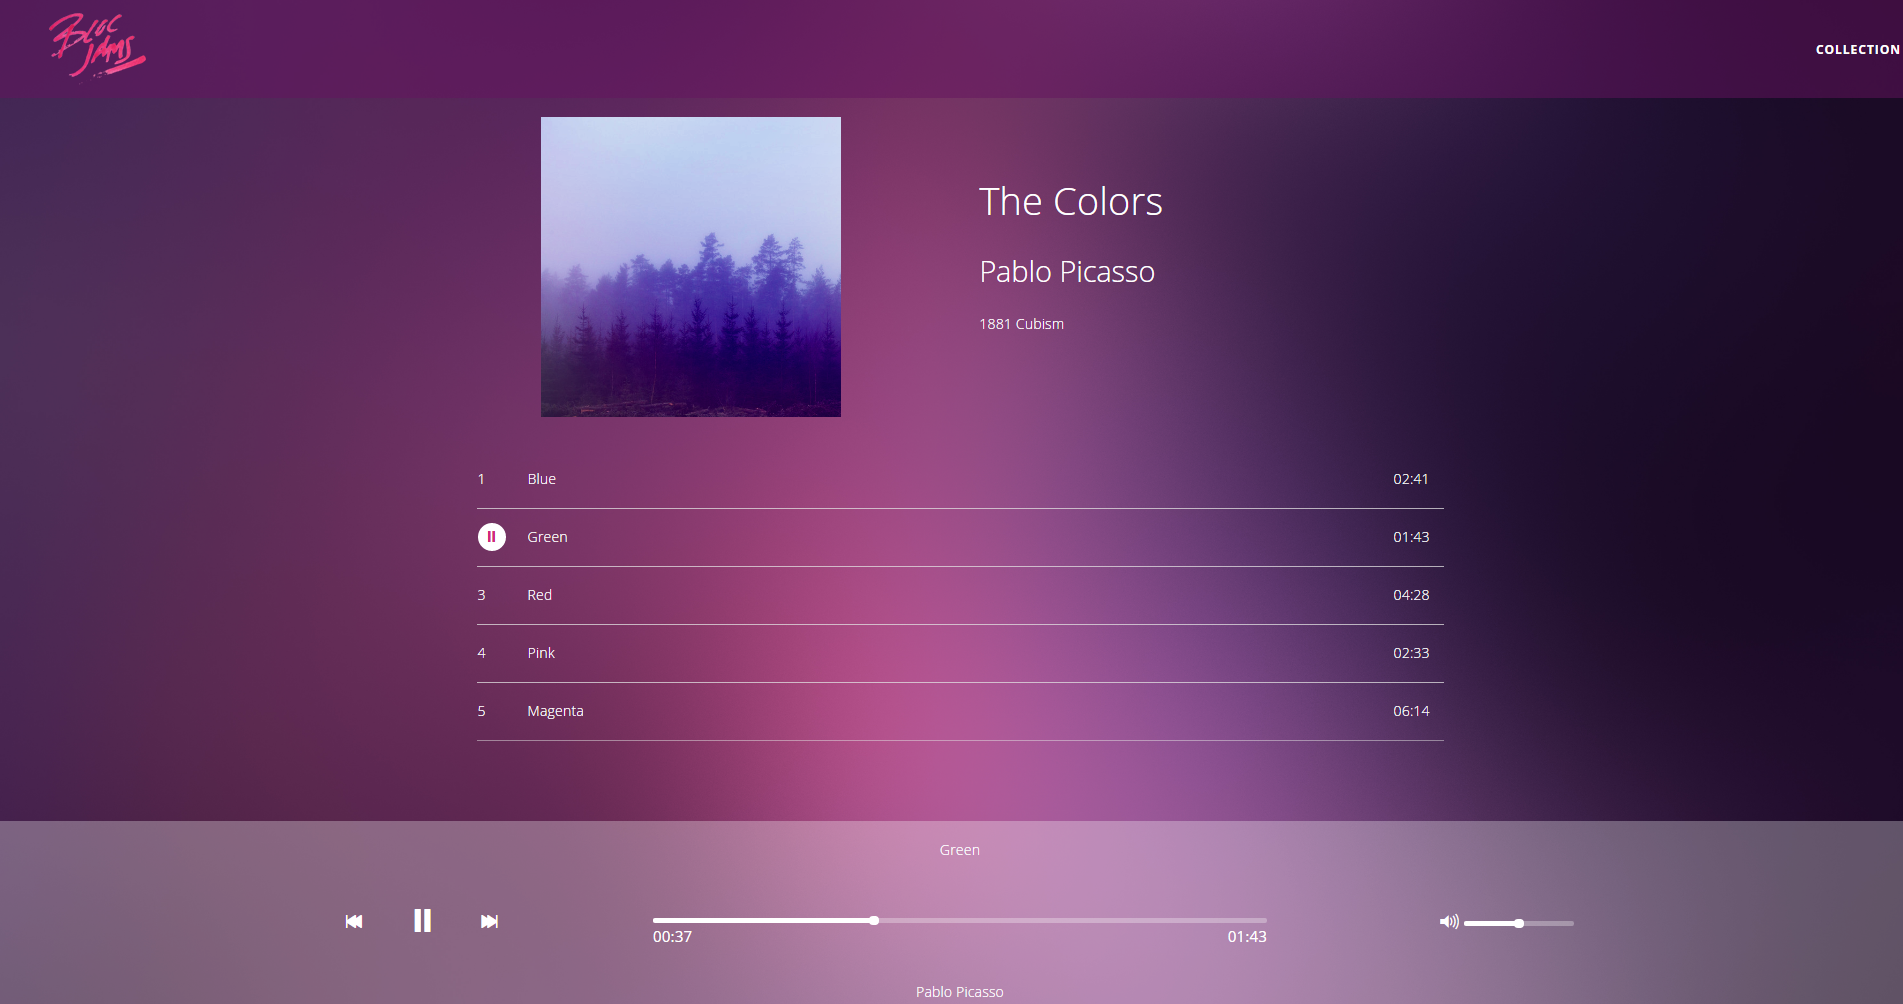 BLOC
JAMS
COLLECTION
The Colors
Pablo Picasso
1881 Cubism
1 Blue 02:41
Green 01:43
3 Red 04:28
4 Pink 02:33
5 Magenta 06:14
Green
00:37 01:43
Pablo Picasso